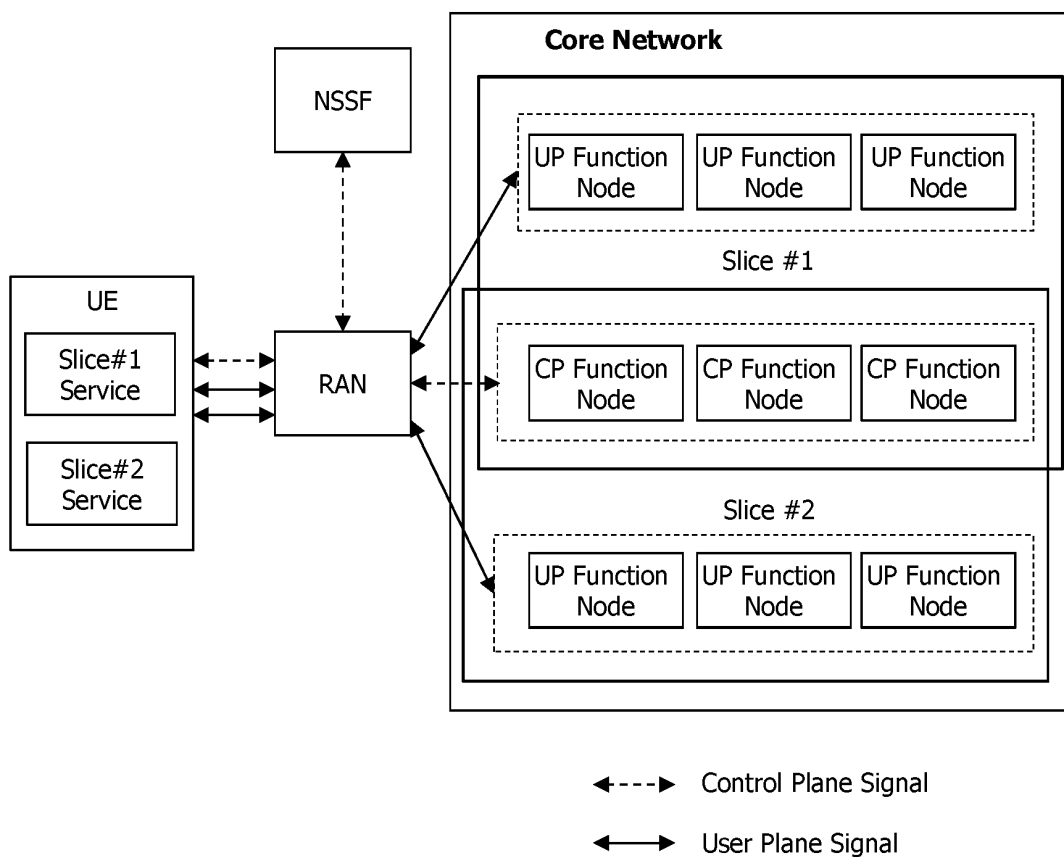 Core Network
NSSF
UP Function
Node
UP Function
Node
UP Function
Node
Slice #1
UE
Slice#1
Service
Slice#2
Service
RAN
CP Function
Node
CP Function
Node
CP Function
Node
Slice #2
UP Function
Node
UP Function
Node
UP Function
Node
Control Plane Signal
User Plane Signal